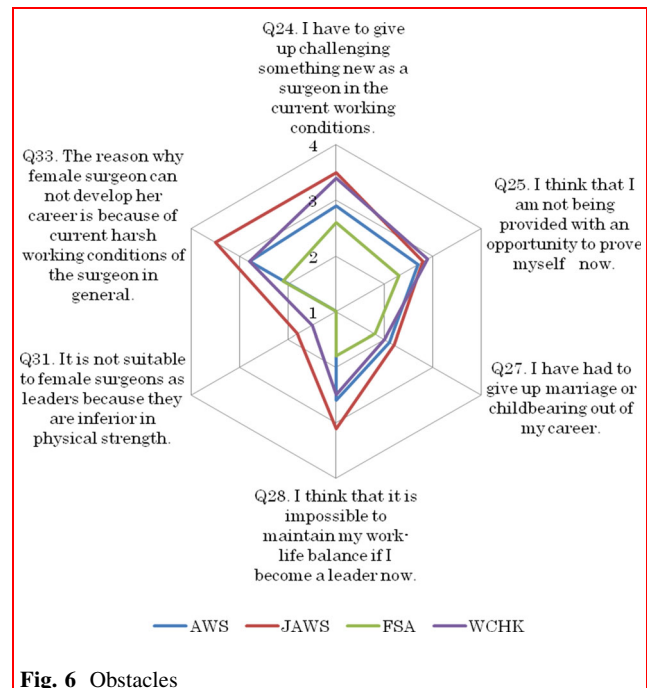 Q24. I have to give
up challenging
something new as a
surgeon in the
current working
conditions.
4
Q33. The reason why
female surgeon can
not develop her
career is because of
current harsh
working conditions of
the surgeon in
general.
3
Q25. I think that I
am not being
provided with an
opportunity to prove
myself now.
2
1
Q31. It is not suitable
to female surgeons as
leaders because they
are inferior in
physical strength.
Q27. I have had to
give up marriage or
childbearing out of
my career.
Q28. I think that it is
impossible to
maintain my work-
life balance if I
become a leader now.
AWS JAWS FSA WCHK
Fig. 6 Obstacles